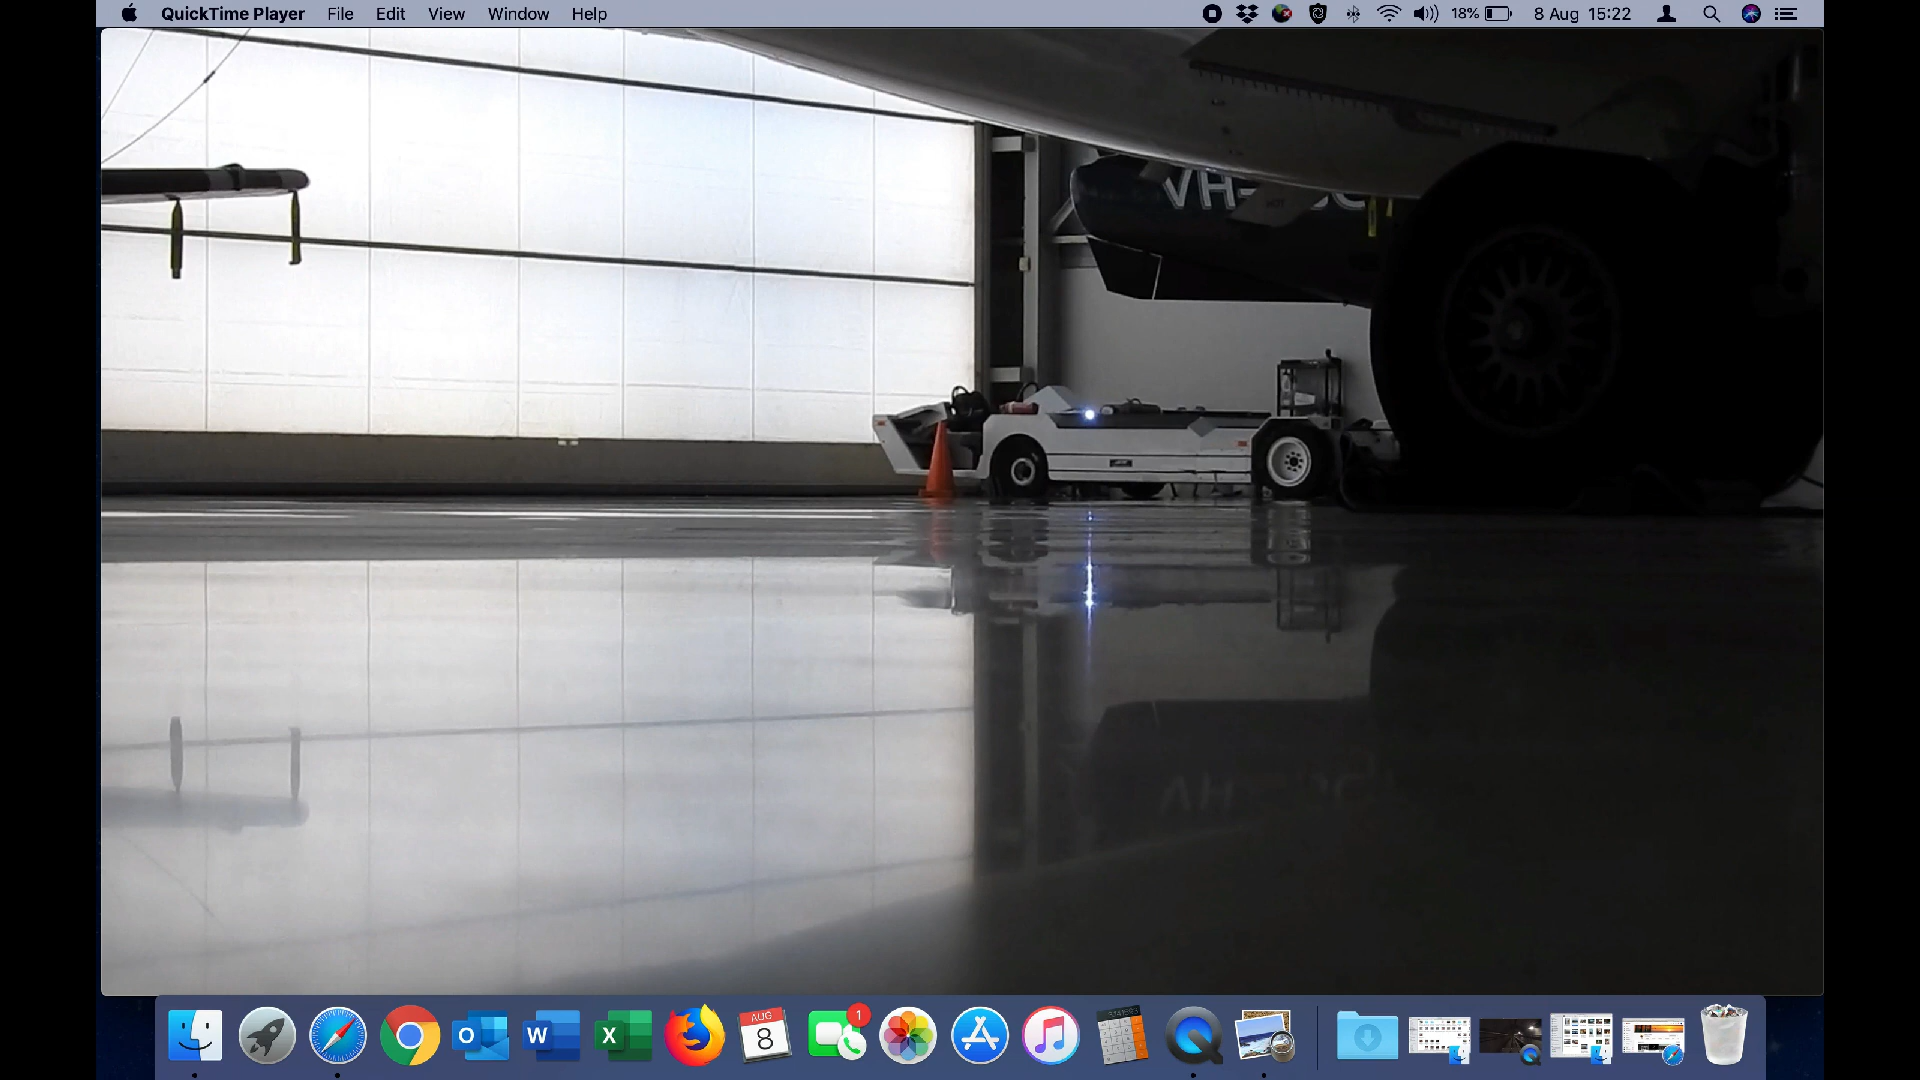 QuickTime Player File Edit View Window Help 18% 8 Aug 15:22
VH-
AUG
8
1